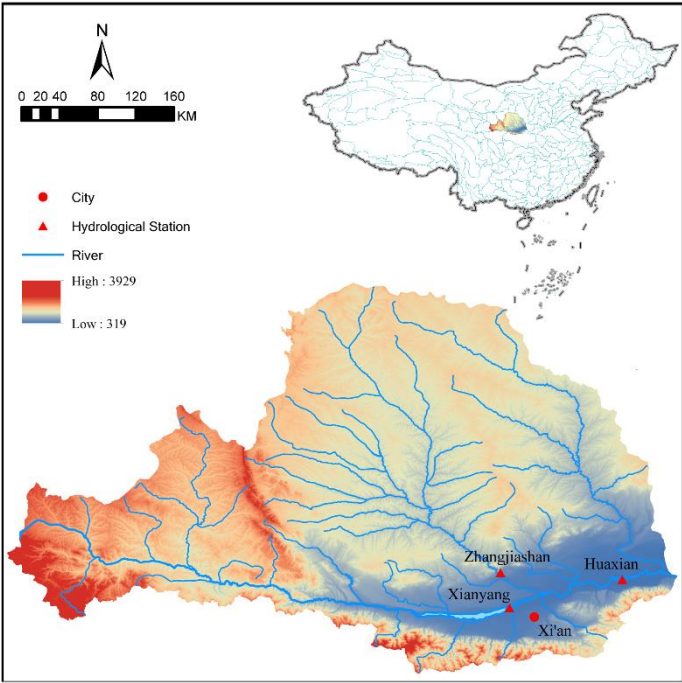 N
0 20 40 80 120 160
KM
City
Hydrological Station
River
High : 3929
Low : 319
Zhangjiashan
Huaxian
Xianyang
Xi'an